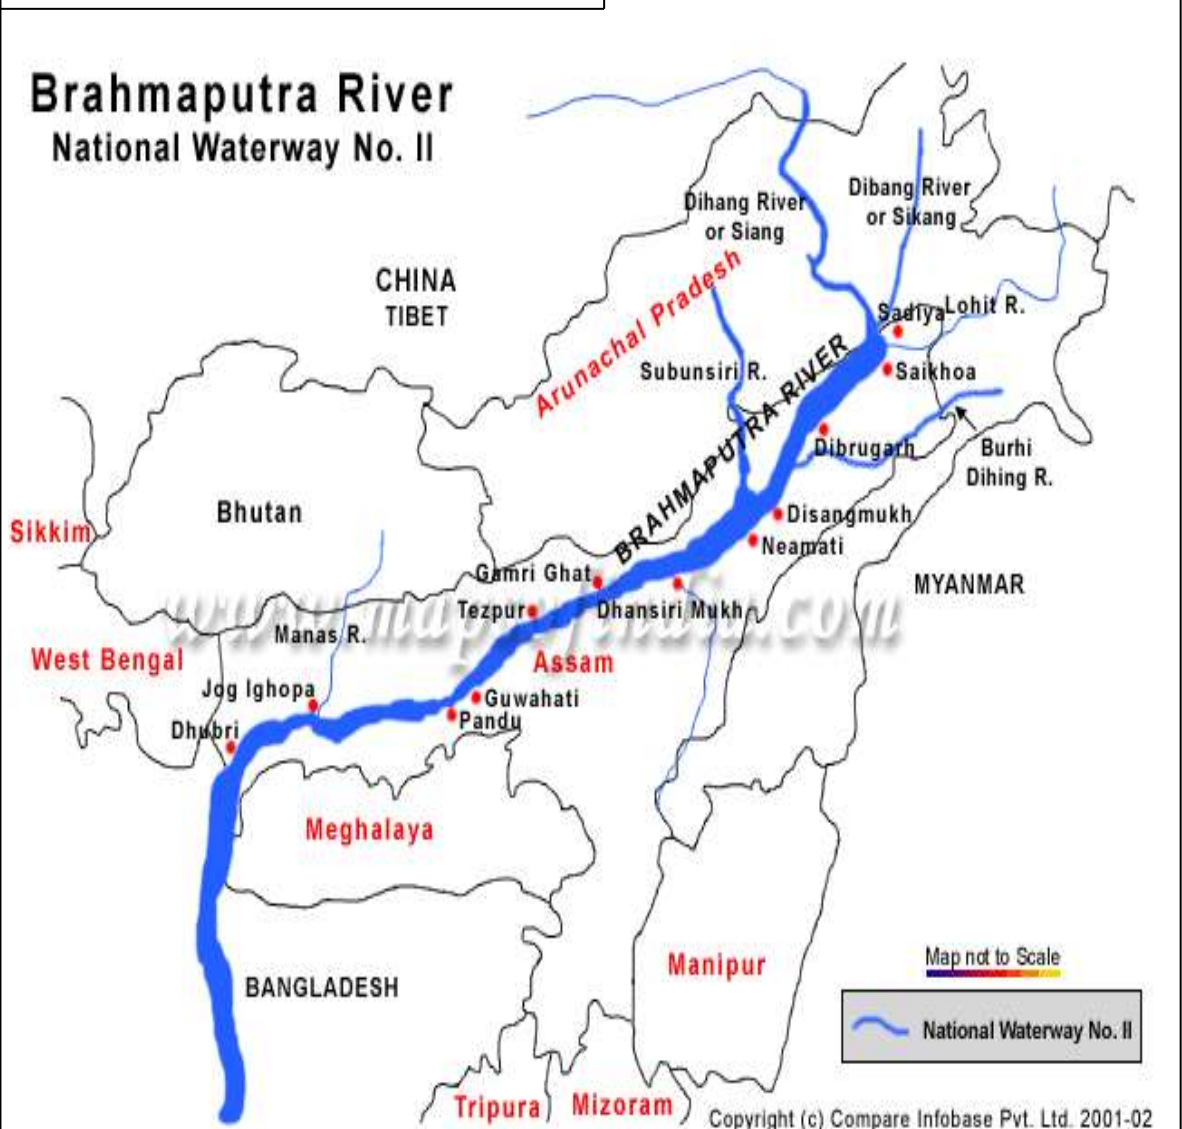 Brahmaputra River
National Waterway No. II
Dihang River
or Siang
Dibang River
or Sikang
CHINA
TIBET
Arunachal Pradesh
Sadiya
Lohit R.
Subunsiri R.
BRAHMAPUTRA RIVER
Saikhoa
Dibrugarh
Burhi
Dihing R.
Bhutan
Sikkim
Disangmukh
Neamati
MYANMAR
Gamri Ghat
Tezpur
Dhansiri Mukh
www.mapsofindia.com
Manas R.
West Bengal
Assam
Jog Ighopa
Guwahati
Pandu
Dhubri
Meghalaya
Manipur
Map not to Scale
BANGLADESH
National Waterway No. II
Tripura
Mizoram
Copyright (c) Compare Infobase Pvt. Ltd. 2001-02